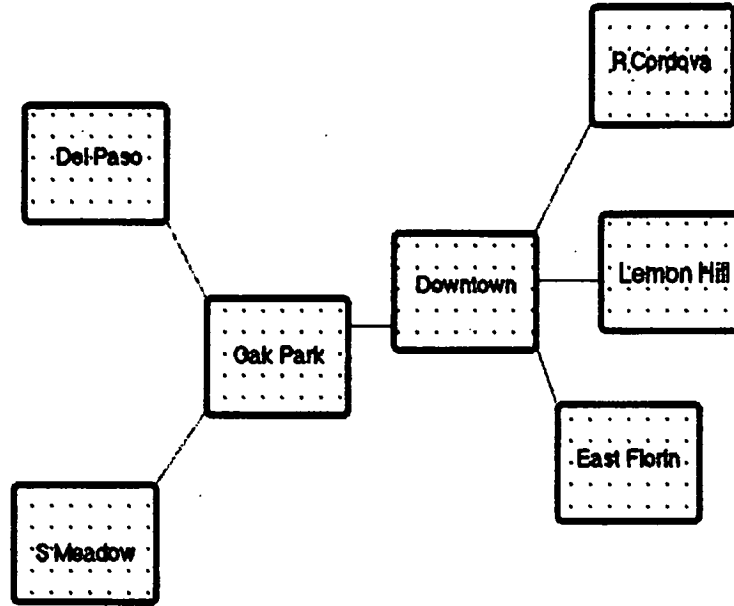 R Cordova
Del Paso
Lemon Hill
Downtown
Oak Park
East Florin
S Meadow